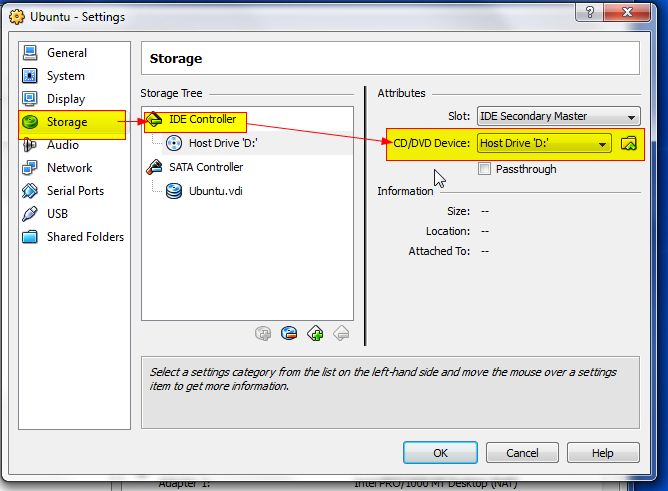 Ubuntu - Settings
?
General
System
Display
Storage
Audio
Network
Serial Ports
USB
Shared Folders
Storage
Storage Tree
IDE Controller
Host Drive 'D:'
SATA Controller
Ubuntu.vdi
Attributes
Slot: IDE Secondary Master
CD/DVD Device: Host Drive 'D:'
Passthrough
Information
Size: --
Location: --
Attached To: --
Select a settings category from the list on the left-hand side and move the mouse over a settings
item to get more information.
OK
Cancel
Help
Adapter 1: Intel PRO/1000 MT Desktop (NAT)